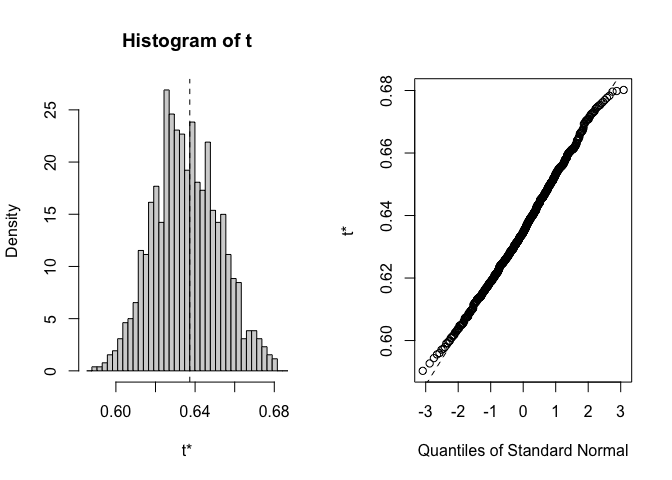 Histogram of t
Density
0 5 10 15 20 25
0.60 0.64 0.68
t*
t*
0.60 0.62 0.64 0.66 0.68
-3 -2 -1 0 1 2 3
Quantiles of Standard Normal